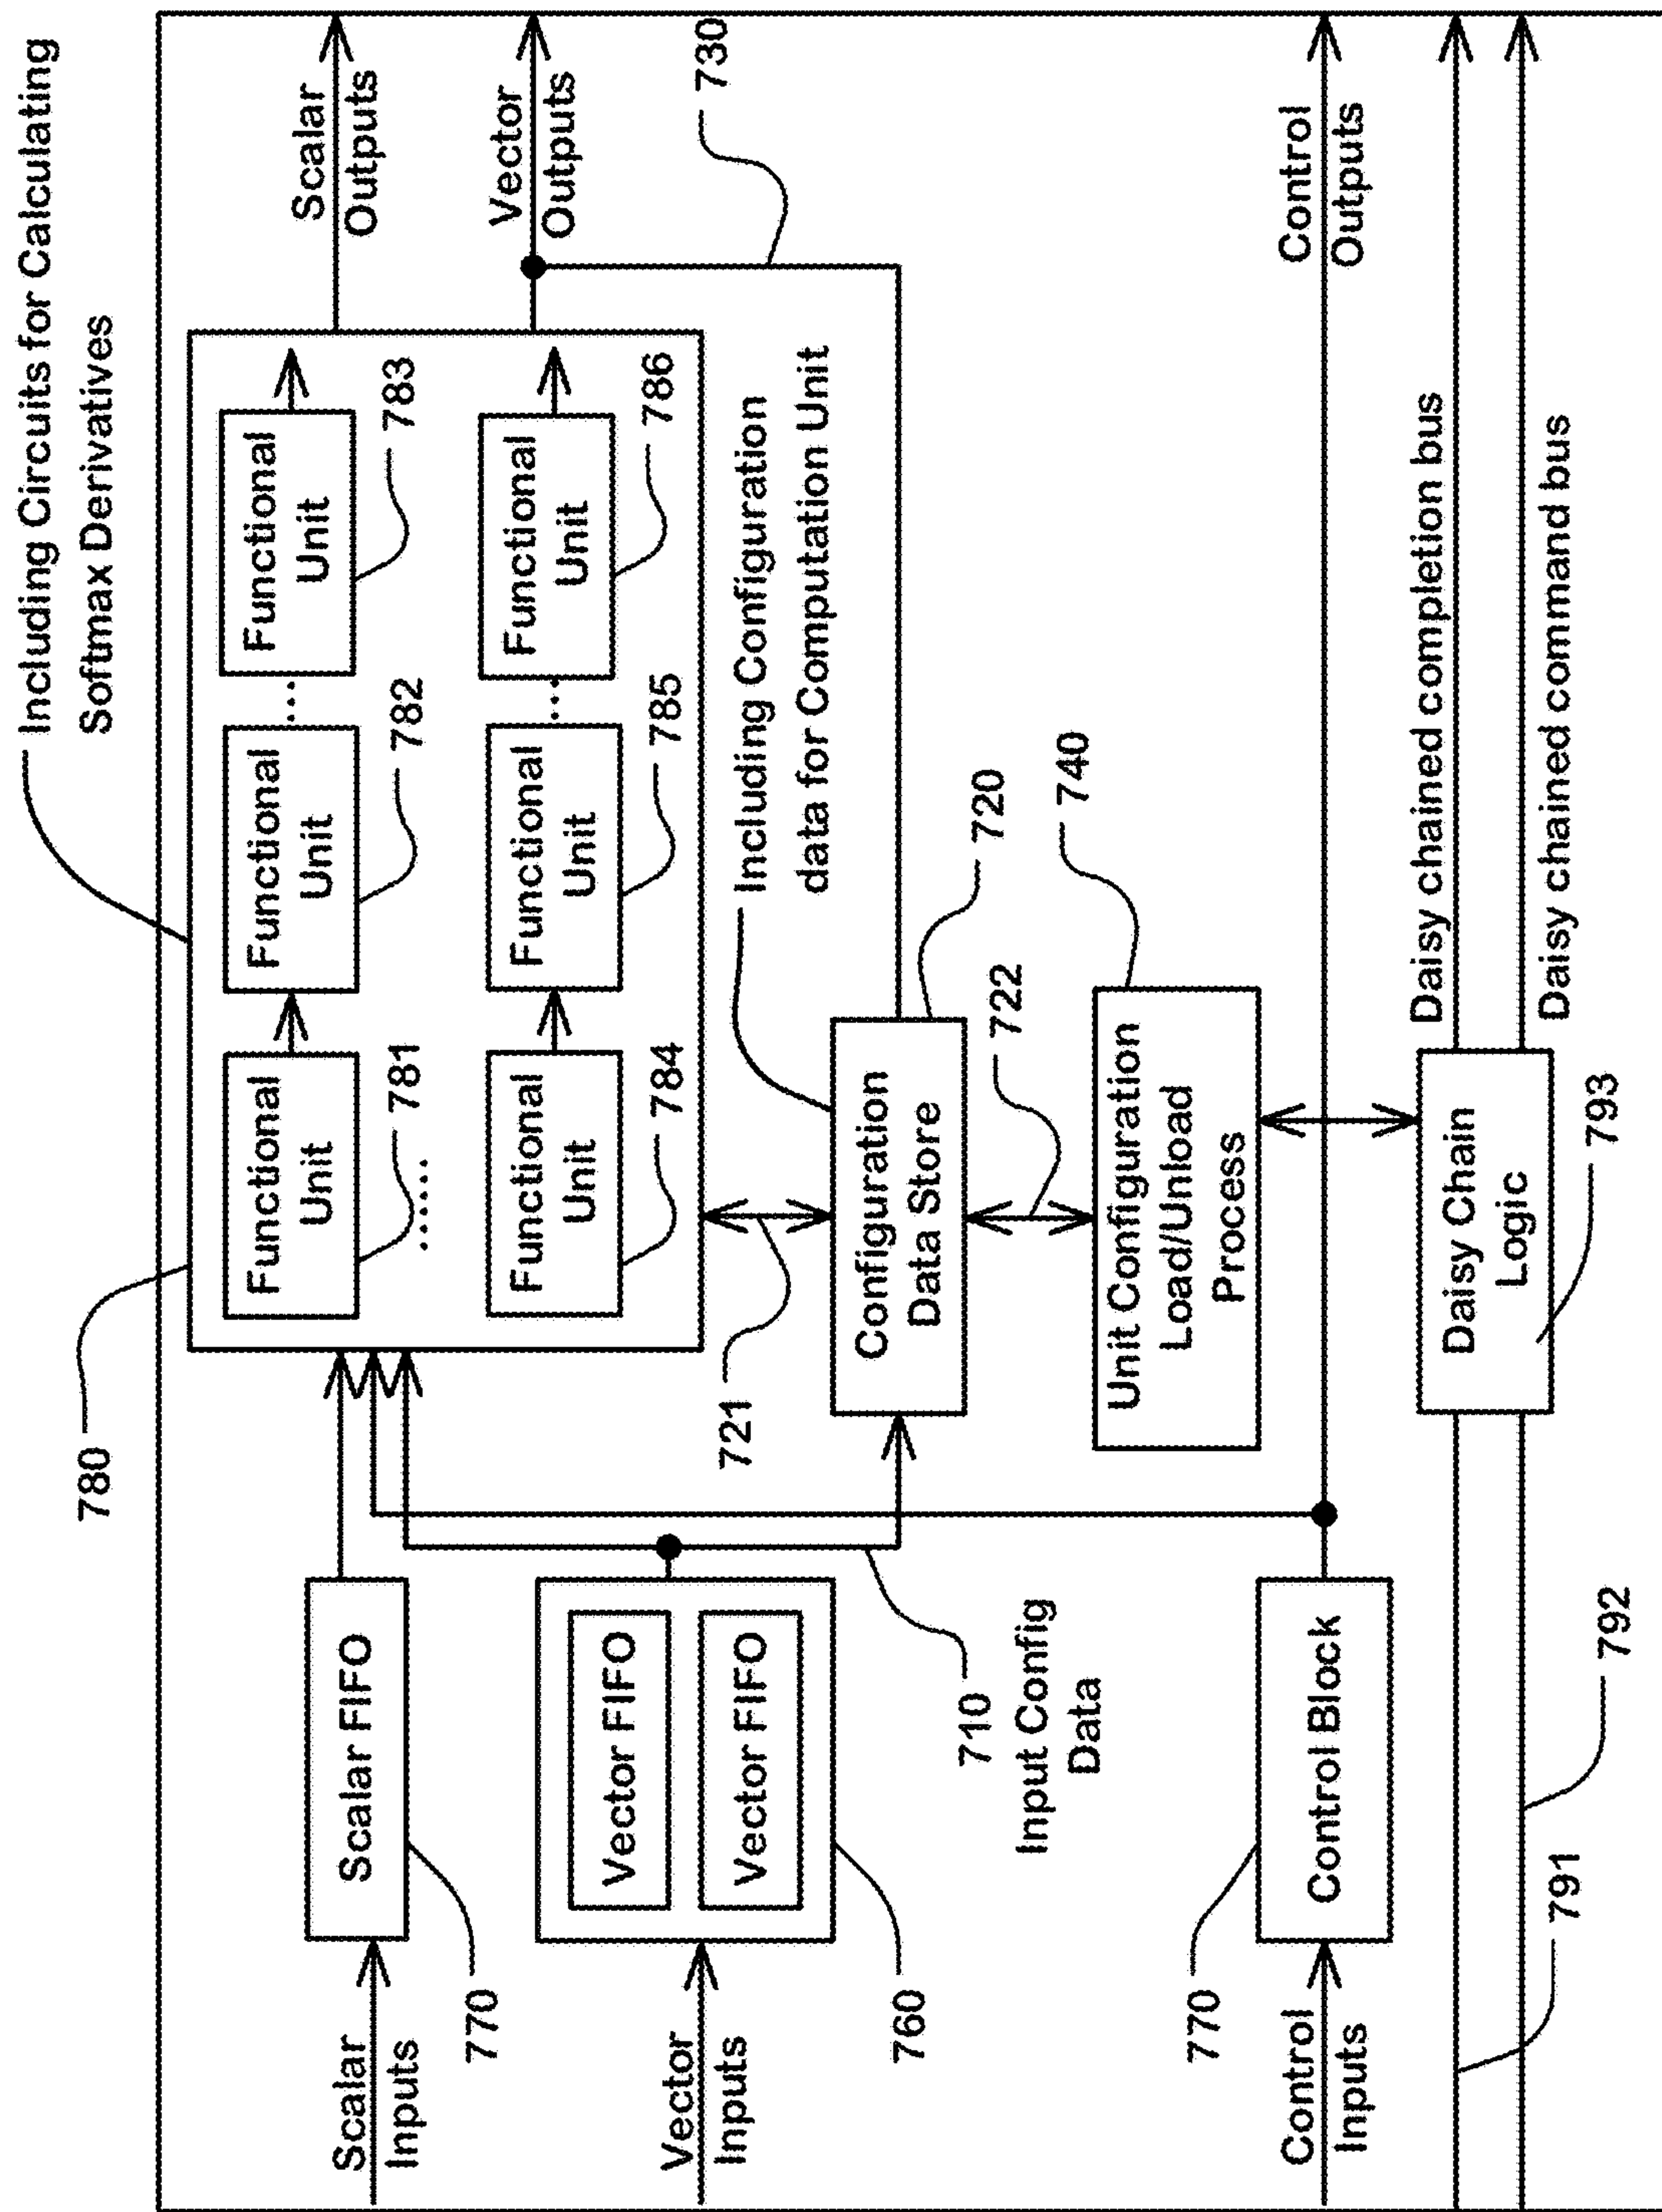 Including Circuits for Calculating
Softmax Derivatives
780
Scalar
Inputs
Scalar FIFO
770
Functional
Unit
781
......
Functional
Unit
782
...
Functional
Unit
783
Scalar
Outputs
Vector
Inputs
Vector FIFO
Vector FIFO
760
Functional
Unit
784
Functional
Unit
785
...
Functional
Unit
786
Vector
Outputs
730
721
Including Configuration
data for Computation Unit
710
Input Config
Data
Configuration
Data Store
720
722
Unit Configuration
Load/Unload
Process
740
Control
Inputs
770
Control Block
Control
Outputs
Daisy chained completion bus
Daisy Chain
Logic
793
Daisy chained command bus
791
792